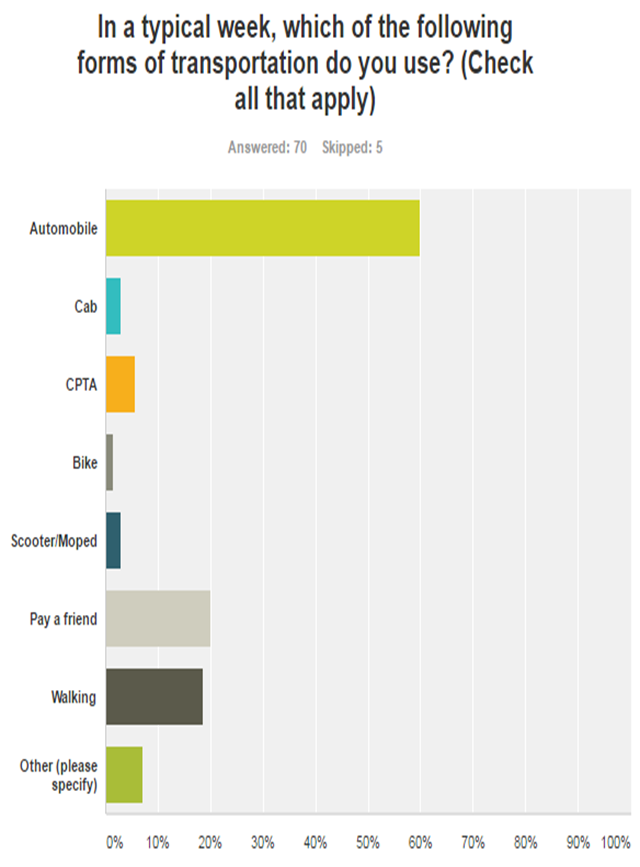 In a typical week, which of the following
forms of transportation do you use? (Check
all that apply)
Answered: 70 Skipped: 5
Automobile
Cab
CPTA
Bike
Scooter/Moped
Pay a friend
Walking
Other (please
specify)
0% 10% 20% 30% 40% 50% 60% 70% 80% 90% 100%